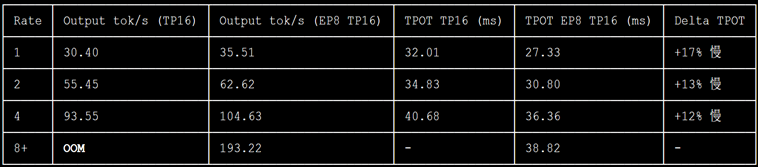 Rate Output tok/s (TP16) Output tok/s (EP8 TP16) TPOT TP16 (ms) TPOT EP8 TP16 (ms) Delta TPOT
1 30.40 35.51 32.01 27.33 +17% 慢
2 55.45 62.62 34.83 30.80 +13% 慢
4 93.55 104.63 40.68 36.36 +12% 慢
8+ OOM 193.22 - 38.82 -